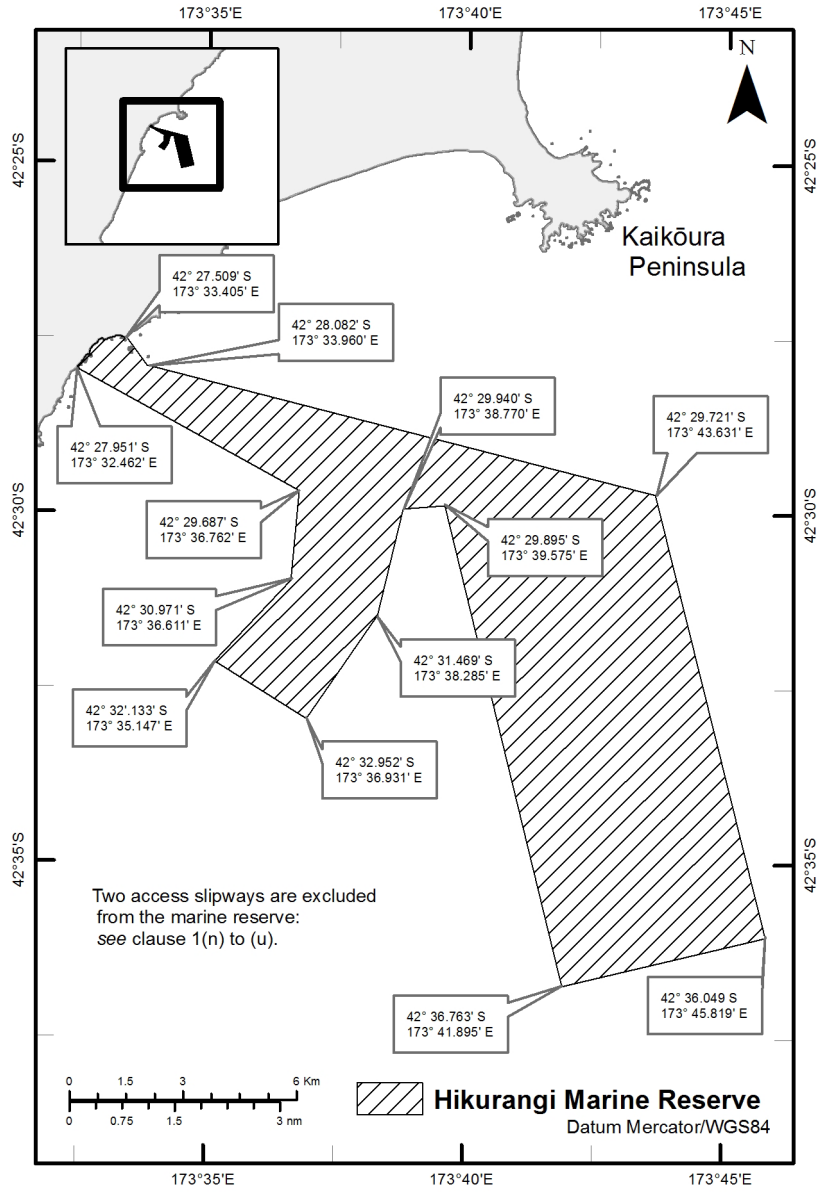 173°35'E
173°40'E
173°45'E
N
42°25'S
42°25'S
Kaikōura
Peninsula
42° 27.509' S
173° 33.405' E
42° 28.082' S
173° 33.960' E
42° 29.940' S
173° 38.770' E
42° 29.721' S
173° 43.631' E
42° 27.951' S
173° 32.462' E
42°30'S
42°30'S
42° 29.687' S
173° 36.762' E
42° 29.895' S
173° 39.575' E
42° 30.971' S
173° 36.611' E
42° 31.469' S
173° 38.285' E
42° 32'.133' S
173° 35.147' E
42° 32.952' S
173° 36.931' E
42°35'S
42°35'S
Two access slipways are excluded
from the marine reserve:
see clause 1(n) to (u).
42° 36.763' S
173° 41.895' E
42° 36.049 S
173° 45.819' E
0 1.5 3 6 Km
0 0.75 1.5 3 nm
Hikurangi Marine Reserve
Datum Mercator/WGS84
173°35'E
173°40'E
173°45'E